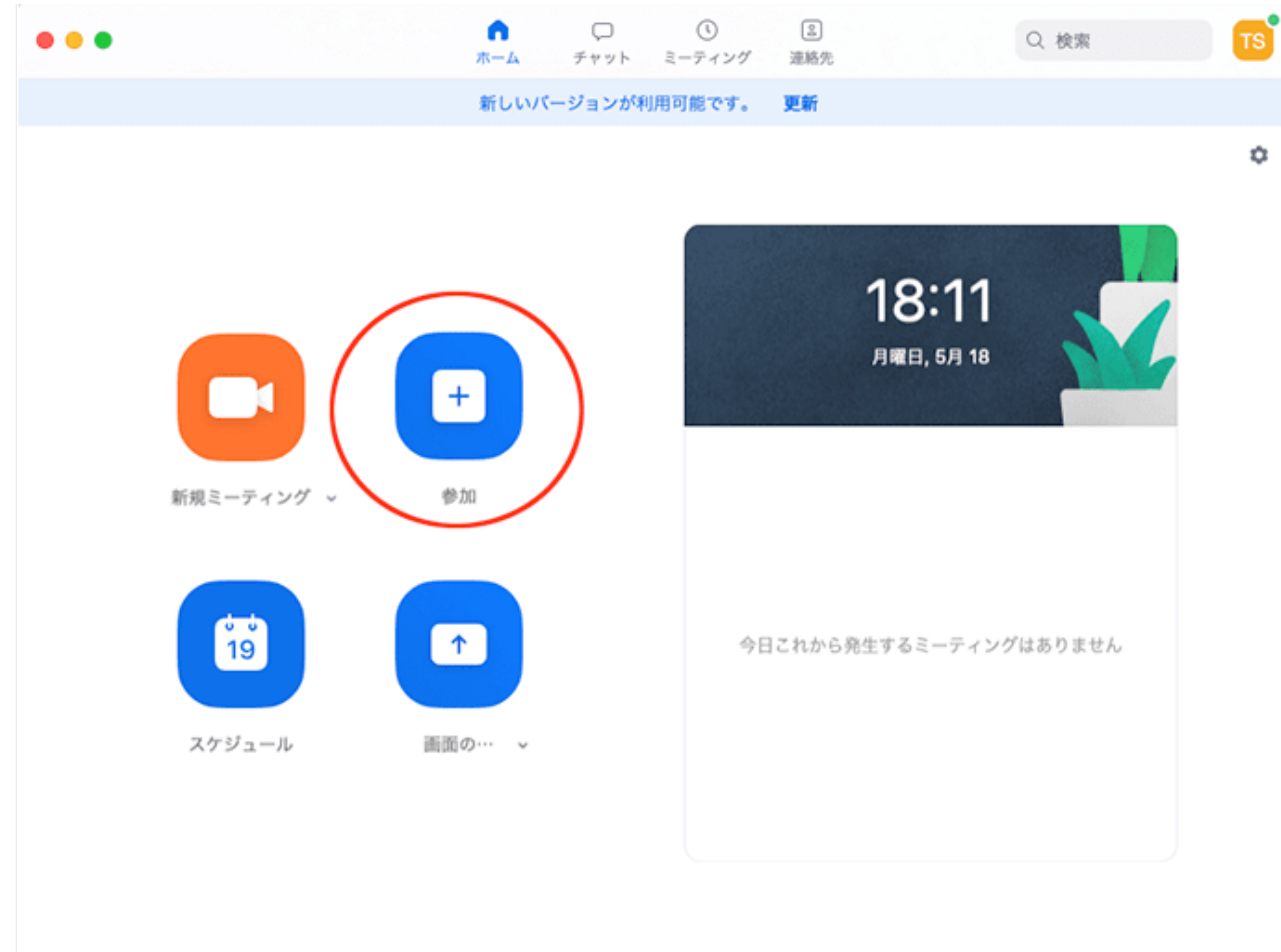 ホーム
チャット
ミーティング
連絡先
検索
TS
新しいバージョンが利用可能です。 更新
18:11
月曜日, 5月 18
新規ミーティング
参加
19
スケジュール
画面の…
今日これから発生するミーティングはありません